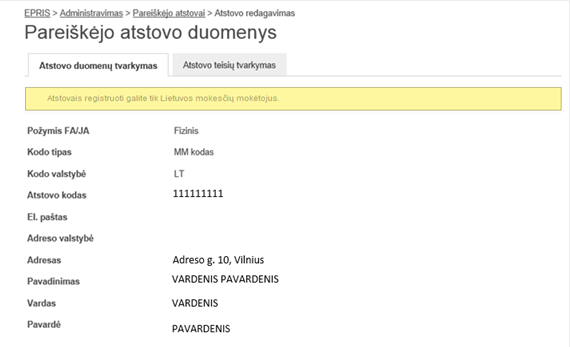 EPRIS > Administravimas > Pareiškėjo atstovai > Atstovo redagavimas
Pareiškėjo atstovo duomenys
Atstovo duomenų tvarkymas Atstovo teisių tvarkymas
Atstovais registruoti galite tik Lietuvos mokesčių mokėtojus.
Požymis FA/JA Fizinis
Kodo tipas MM kodas
Kodo valstybė LT
Atstovo kodas 111111111
El. paštas
Adreso valstybė
Adresas Adreso g. 10, Vilnius
Pavadinimas VARDENIS PAVARDENIS
Vardas VARDENIS
Pavardė PAVARDENIS